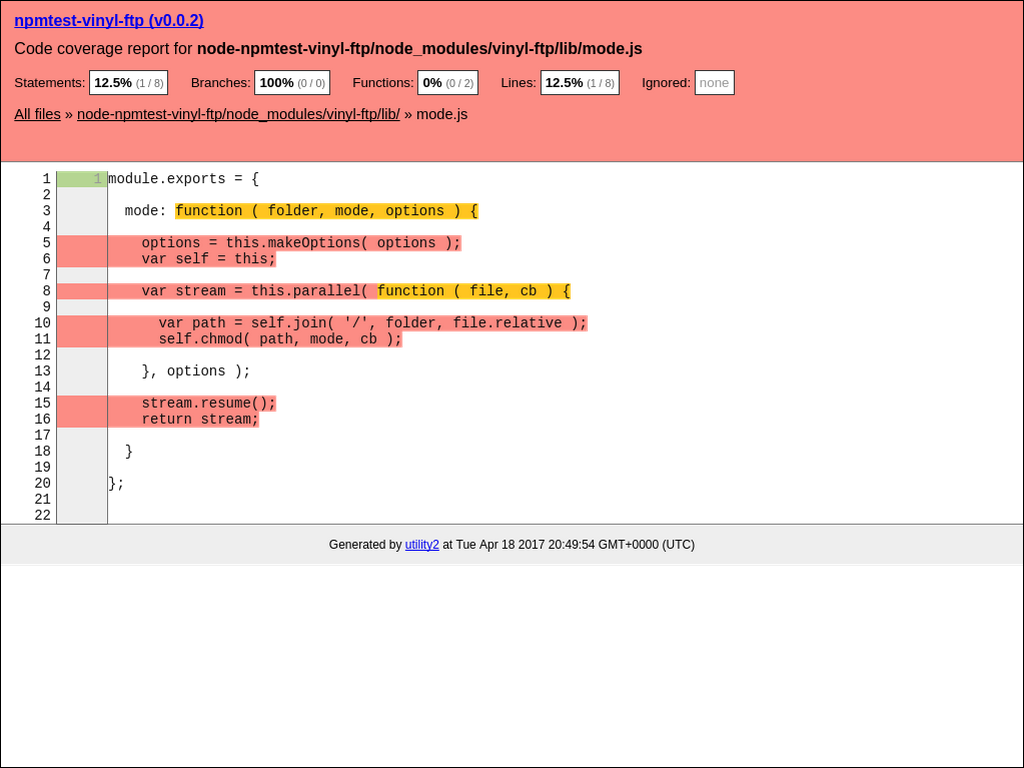 npmtest-vinyl-ftp (v0.0.2)
Code coverage report for node-npmtest-vinyl-ftp/node_modules/vinyl-ftp/lib/mode.js
Statements: 12.5% (1 / 8) Branches: 100% (0 / 0) Functions: 0% (0 / 2) Lines: 12.5% (1 / 8) Ignored: none
All files » node-npmtest-vinyl-ftp/node_modules/vinyl-ftp/lib/ » mode.js
1 1 module.exports = {
2
3 mode: function ( folder, mode, options ) {
4
5 options = this.makeOptions( options );
6 var self = this;
7
8 var stream = this.parallel( function ( file, cb ) {
9
10 var path = self.join( '/', folder, file.relative );
11 self.chmod( path, mode, cb );
12
13 }, options );
14
15 stream.resume();
16 return stream;
17
18 }
19
20 };
21
22
Generated by utility2 at Tue Apr 18 2017 20:49:54 GMT+0000 (UTC)